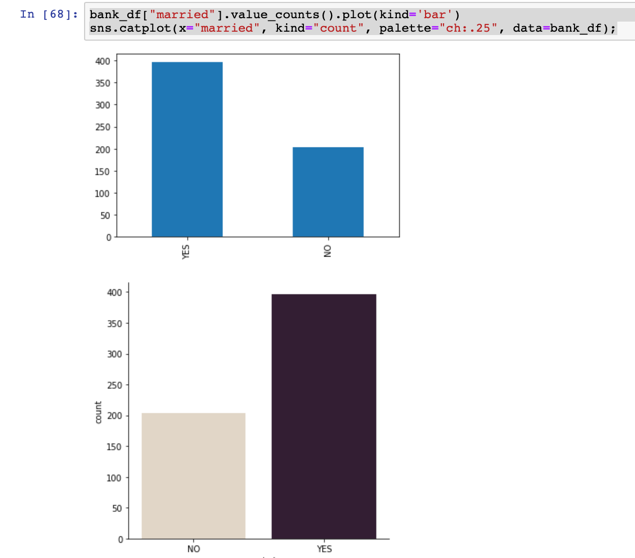 In [68]: bank_df["married"].value_counts().plot(kind='bar')
sns.catplot(x="married", kind="count", palette="ch:.25", data=bank_df);
400
350
300
250
200
150
100
50
0
YES
NO
400
350
300
250
200
150
100
50
0
count
NO
YES